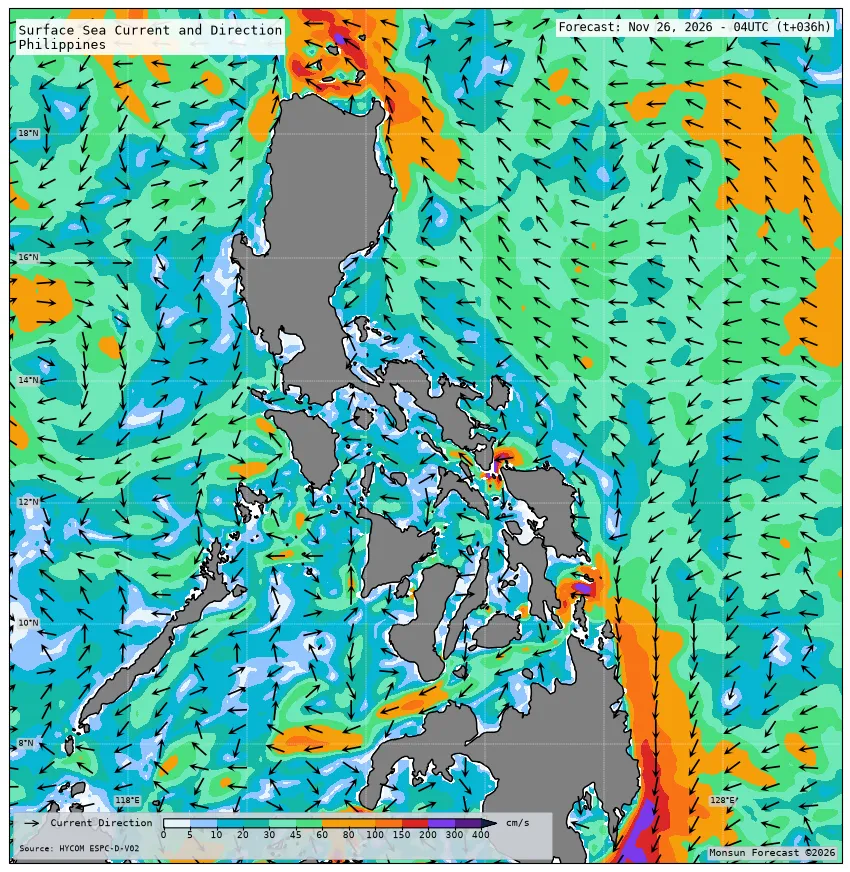 Surface Sea Current and Direction
Philippines
Forecast: Nov 26, 2026 - 04UTC (t+036h)
18°N
16°N
14°N
12°N
10°N
8°N
118°E
128°E
Current Direction
0 5 10 20 30 45 60 80 100 150 200 300 400 cm/s
Source: HYCOM ESPC-D-V02
Monsun Forecast ©2026